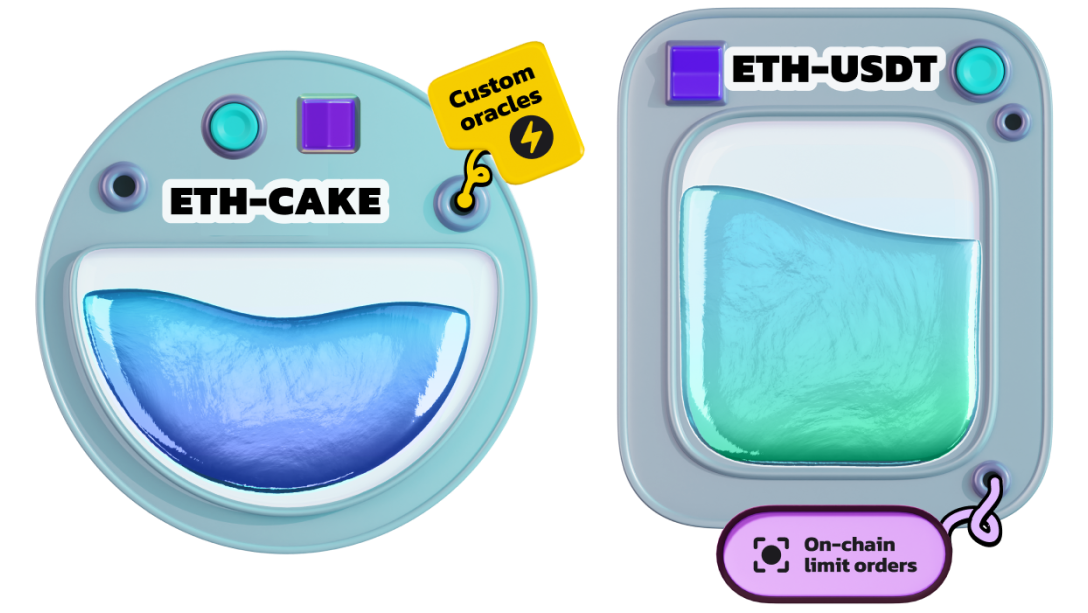 Custom
oracles
ETH-CAKE
ETH-USDT
On-chain
limit orders